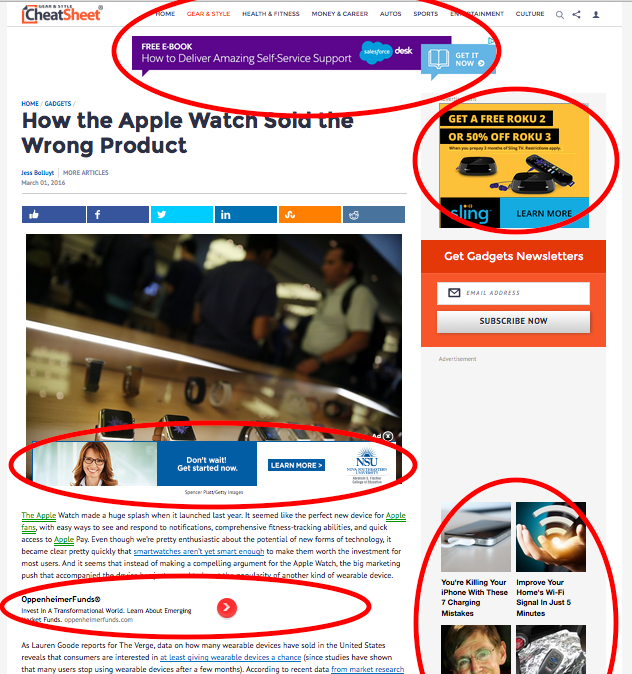 GEAR & STYLE
CheatSheet
HOME GEAR & STYLE HEALTH & FITNESS MONEY & CAREER AUTOS SPORTS ENTERTAINMENT CULTURE
FREE E-BOOK
How to Deliver Amazing Self-Service Support
salesforce desk
GET IT
NOW
HOME / GADGETS /
How the Apple Watch Sold the
Wrong Product
Jess Bolluyt | MORE ARTICLES
March 01, 2016
f
in
Ad X
Don't wait!
Get started now.
LEARN MORE >
NSU
NOVA SOUTHEASTERN
UNIVERSITY
Spencer Platt/Getty Images
The Apple Watch made a huge splash when it launched last year. It seemed like the perfect new device for Apple
fans, with easy ways to see and respond to notifications, comprehensive fitness-tracking abilities, and quick
access to Apple Pay. Even though we're pretty enthusiastic about the potential of new forms of technology, it
became clear pretty quickly that smartwatches aren't yet smart enough to make them worth the investment for
most users. And it seems that instead of making a compelling argument for the Apple Watch, the big marketing
push that accompanied the device of another kind of wearable device.
OppenheimerFunds®
Invest In A Transformational World. Learn About Emerging
Market Funds. oppenheimerfunds.com
As Lauren Goode reports for The Verge, data on how many wearable devices have sold in the United States
reveals that consumers are interested in at least giving wearable devices a chance (since studies have shown
that many users stop using wearable devices after a few months). According to recent data from market research
GET A FREE ROKU 2
OR 50% OFF ROKU 3
When you prepay 3 months of Sling TV. Restrictions apply.
sling
LEARN MORE
Get Gadgets Newsletters
EMAIL ADDRESS
SUBSCRIBE NOW
Advertisement
You're Killing Your
iPhone With These
7 Charging
Mistakes
Improve Your
Home's Wi-Fi
Signal In Just 5
Minutes